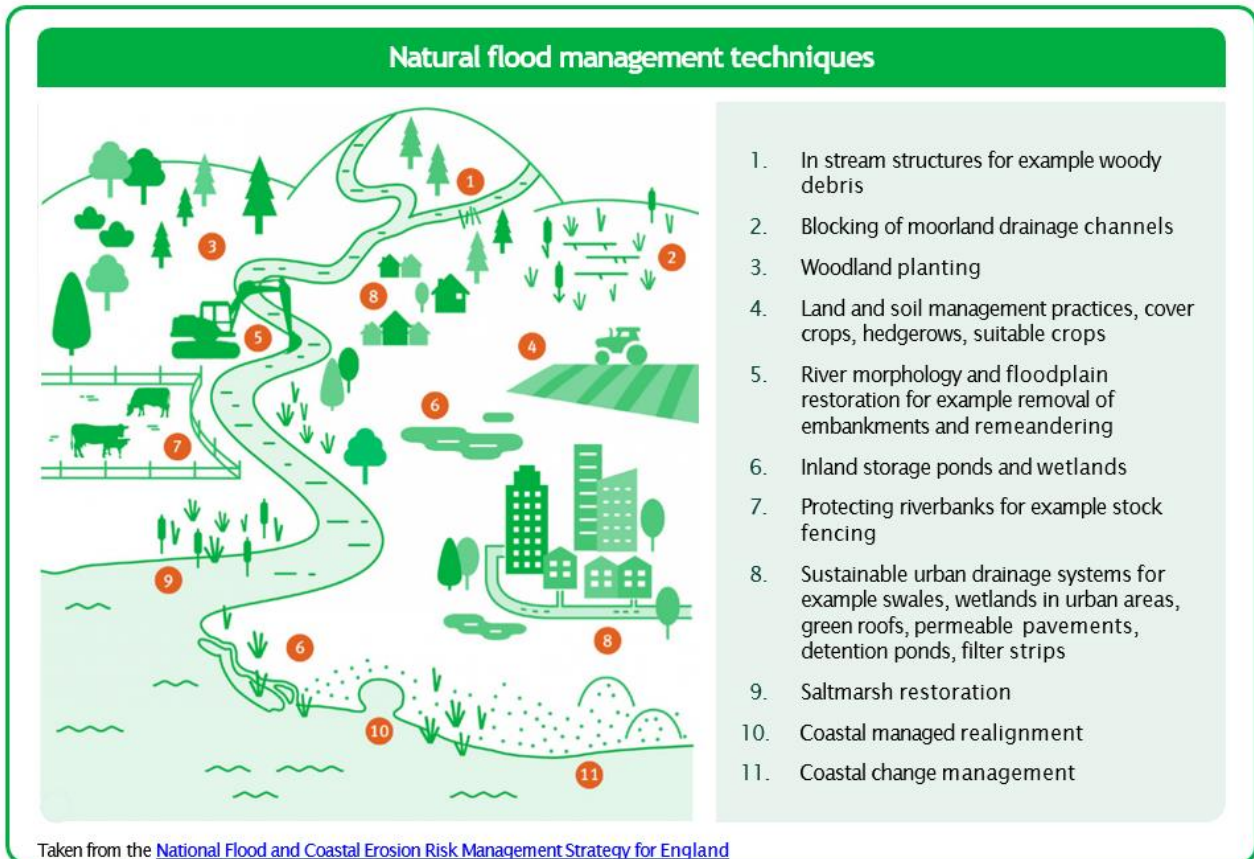 Natural flood management techniques
1
3
2
8
5
4
6
7
9
6
8
10
11
1. In stream structures for example woody
debris
2. Blocking of moorland drainage channels
3. Woodland planting
4. Land and soil management practices, cover
crops, hedgerows, suitable crops
5. River morphology and floodplain
restoration for example removal of
embankments and remeandering
6. Inland storage ponds and wetlands
7. Protecting riverbanks for example stock
fencing
8. Sustainable urban drainage systems for
example swales, wetlands in urban areas,
green roofs, permeable pavements,
detention ponds, filter strips
9. Saltmarsh restoration
10. Coastal managed realignment
11. Coastal change management
Taken from the National Flood and Coastal Erosion Risk Management Strategy for England